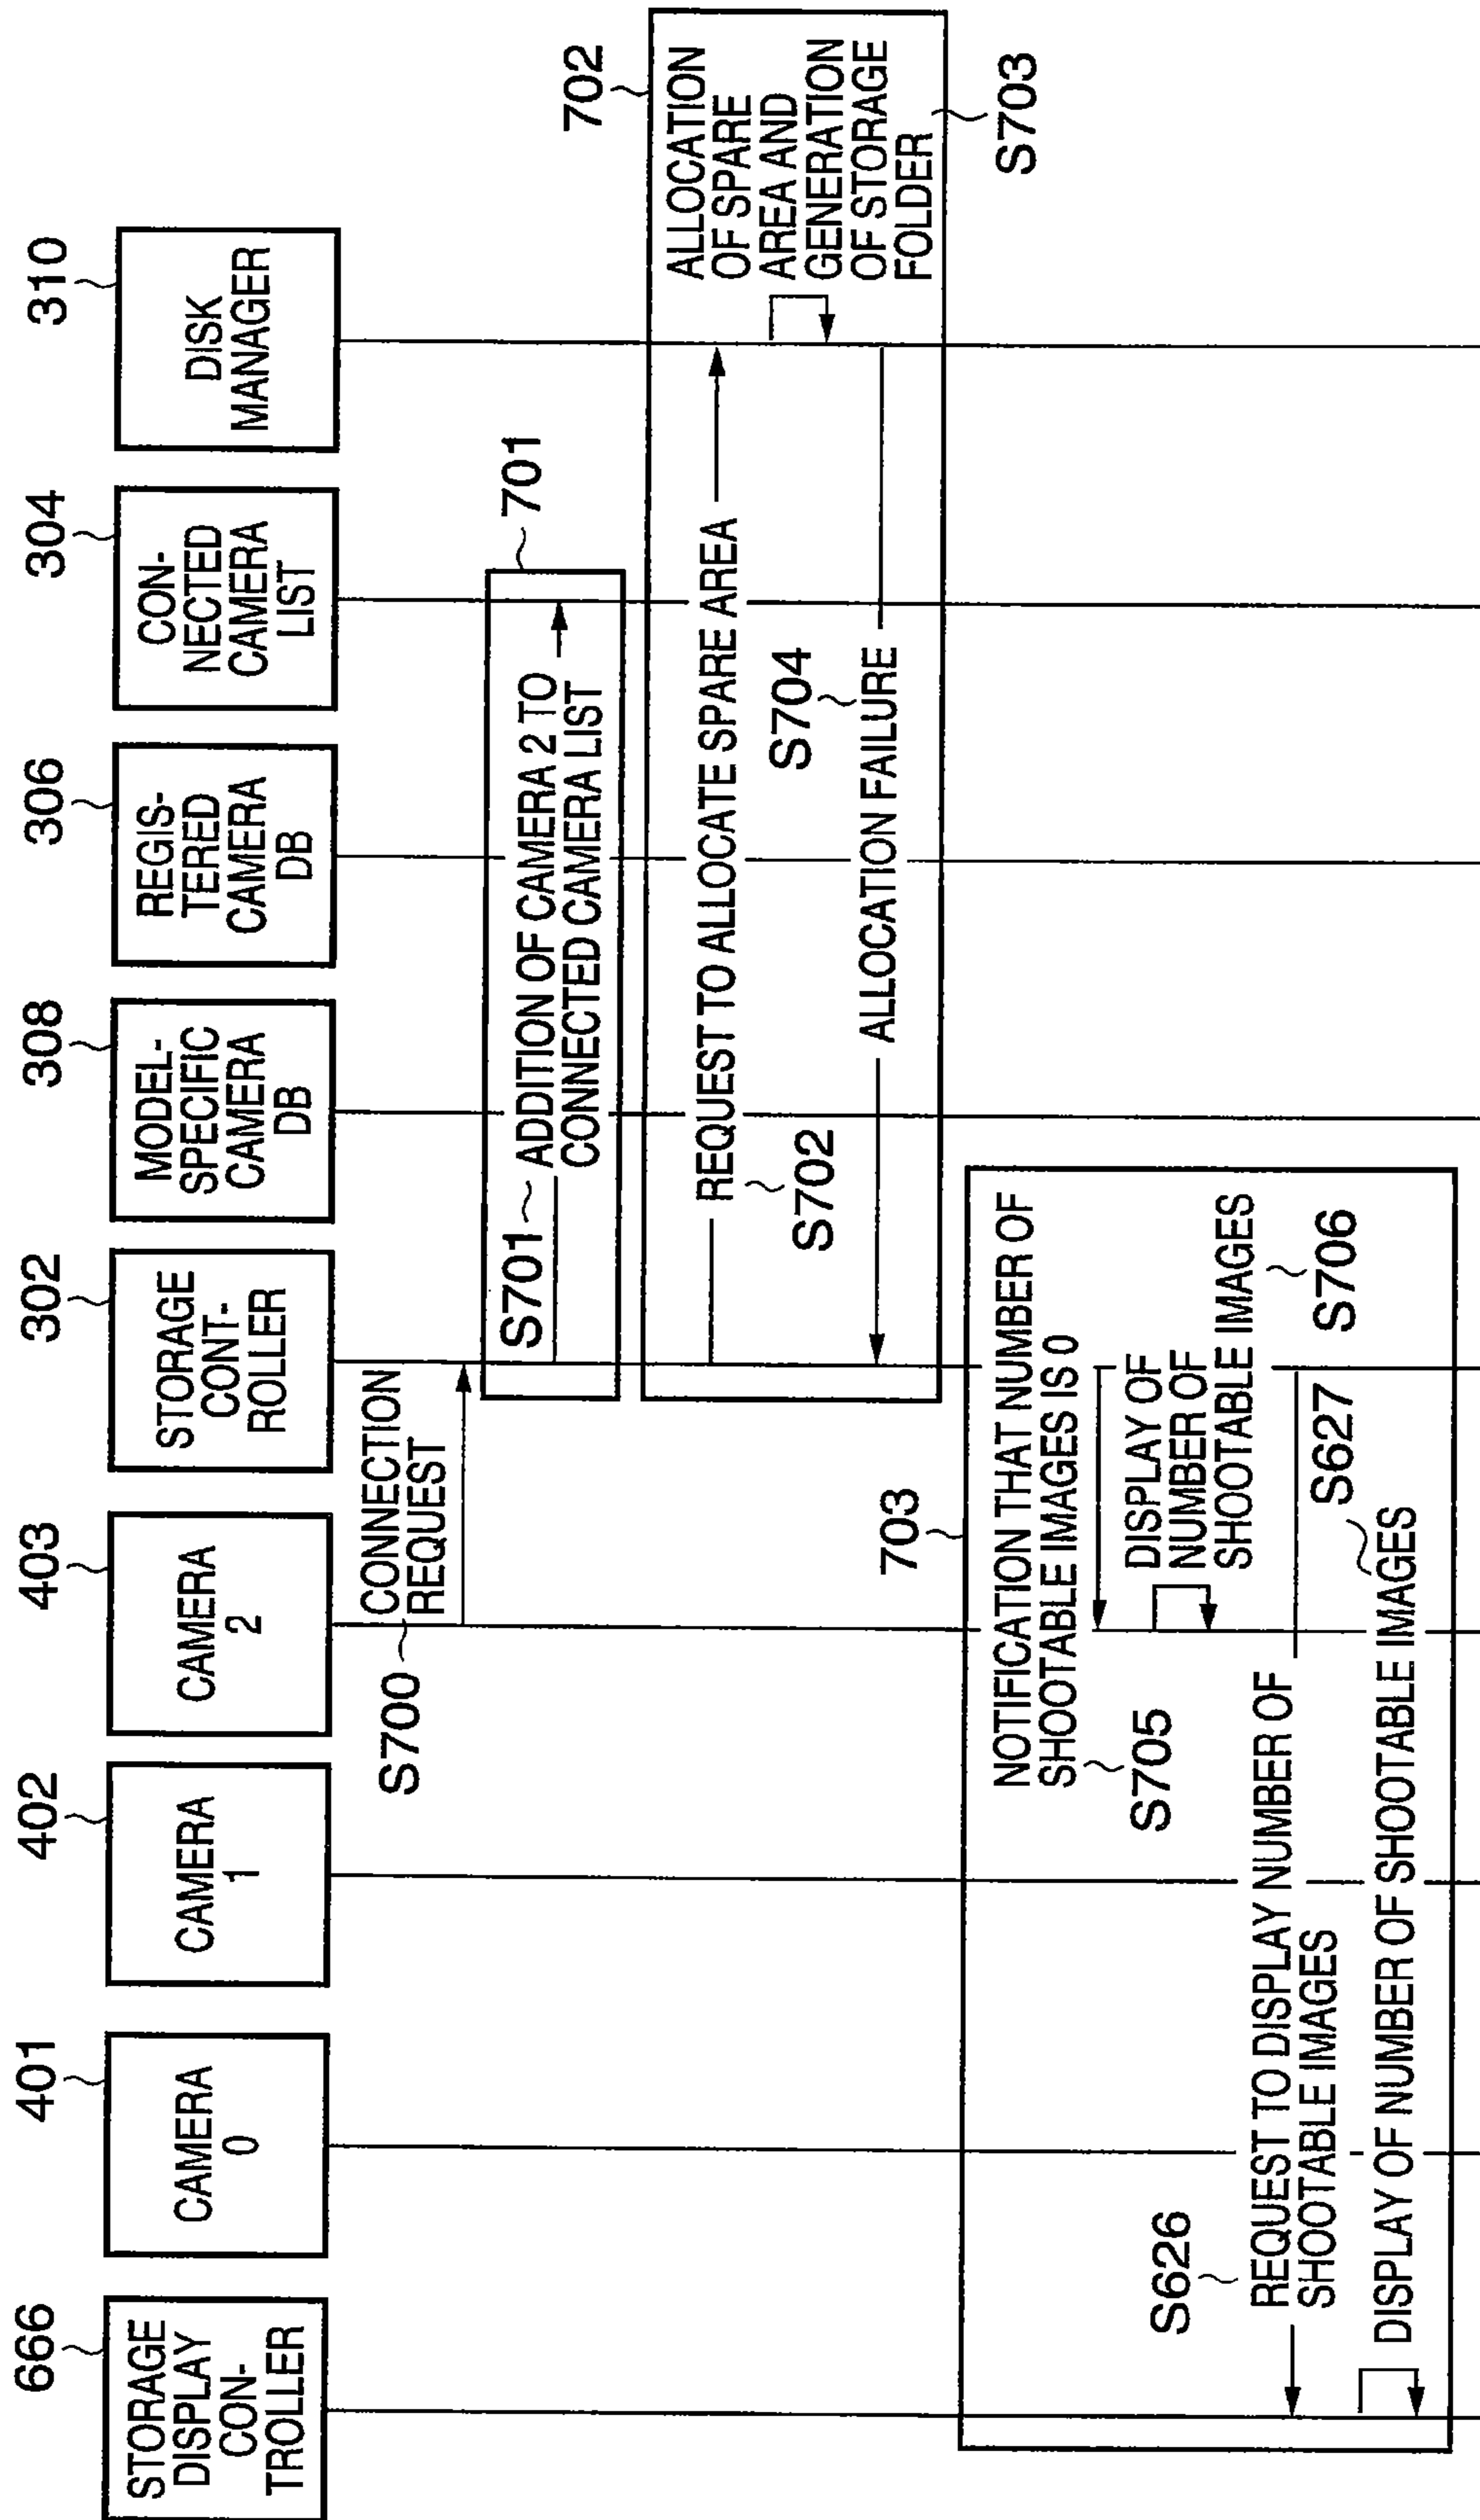 666
STORAGE
DISPLAY
CON-
TROLLER
401
CAMERA
0
402
CAMERA
1
403
CAMERA
2
302
STORAGE
CONT-
ROLLER
308
MODEL-
SPECIFIC
CAMERA
DB
306
REGIS-
TERED
CAMERA
DB
304
CON-
NECTED
CAMERA
LIST
310
DISK
MANAGER
S700
CONNECTION
REQUEST
701
S701
ADDITION OF CAMERA 2 TO
CONNECTED CAMERA LIST
702
REQUEST TO ALLOCATE SPARE AREA
S702
ALLOCATION
OF SPARE
AREA AND
GENERATION
OF STORAGE
FOLDER
S703
S704
ALLOCATION FAILURE
703
NOTIFICATION THAT NUMBER OF
SHOOTABLE IMAGES IS 0
S705
DISPLAY OF
NUMBER OF
SHOOTABLE IMAGES
S706
S626
REQUEST TO DISPLAY NUMBER OF
SHOOTABLE IMAGES
S627
DISPLAY OF NUMBER OF SHOOTABLE IMAGES